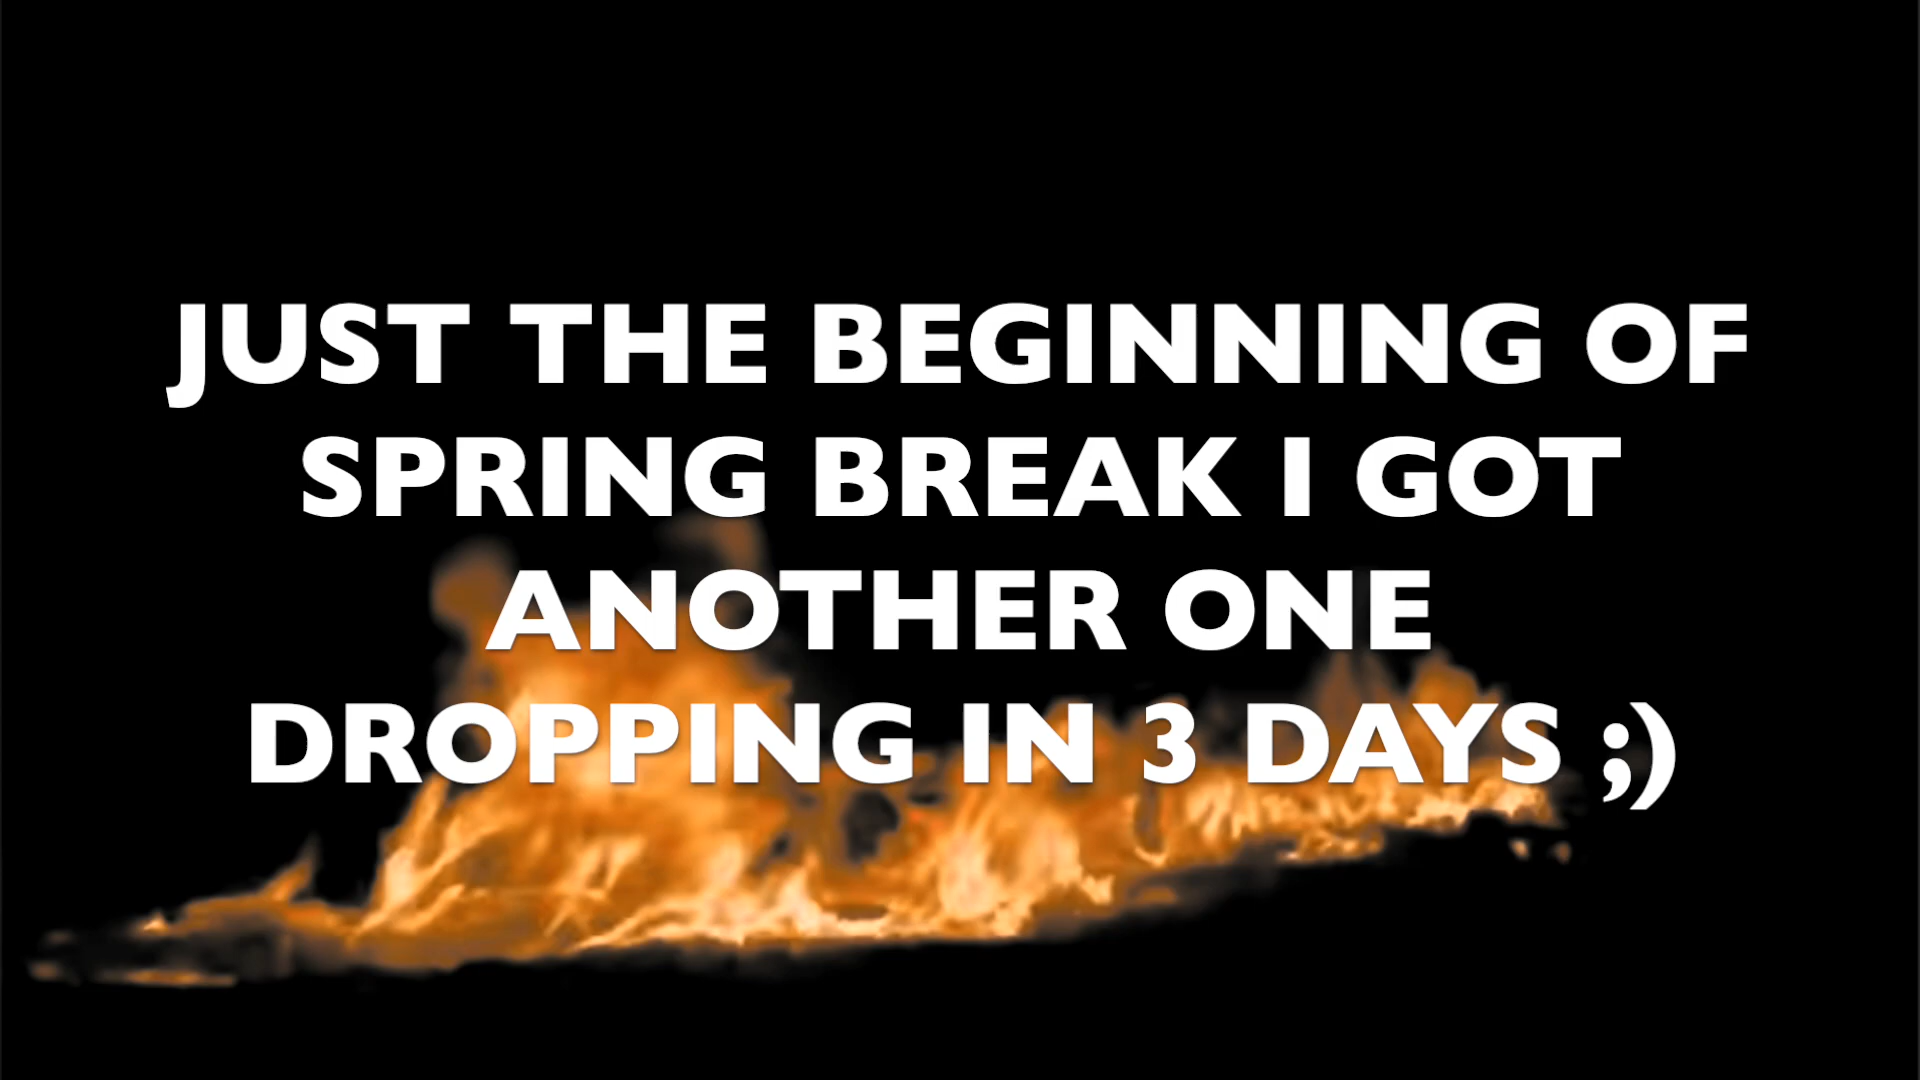 JUST THE BEGINNING OF
SPRING BREAK I GOT
ANOTHER ONE
DROPPING IN 3 DAYS ;)